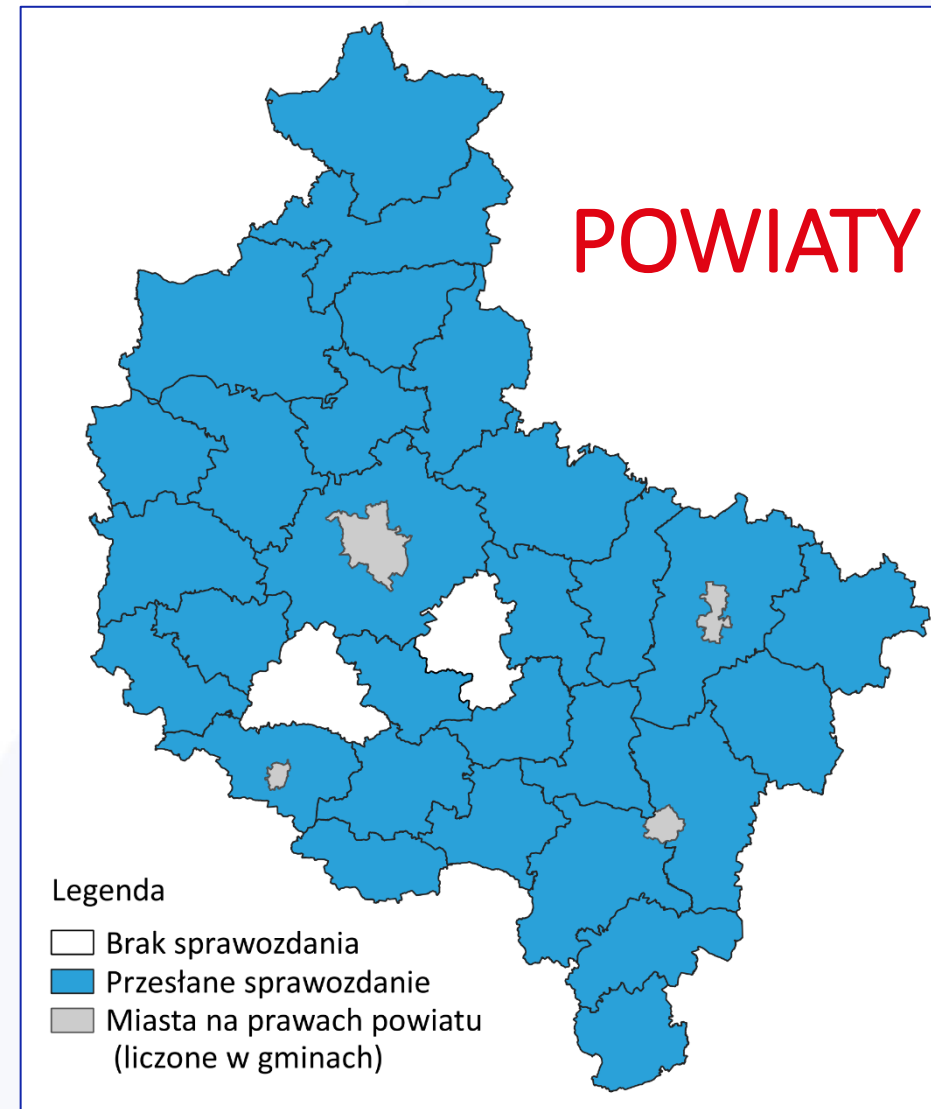 POWIATY
Legenda
Brak sprawozdania
Przesłane sprawozdanie
Miasta na prawach powiatu
(liczone w gminach)